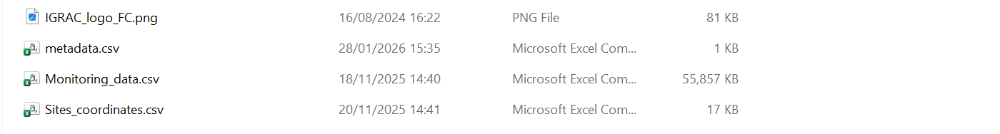 IGRAC_logo_FC.png 16/08/2024 16:22 PNG File 81 KB
metadata.csv 28/01/2026 15:35 Microsoft Excel Com... 1 KB
Monitoring_data.csv 18/11/2025 14:40 Microsoft Excel Com... 55,857 KB
Sites_coordinates.csv 20/11/2025 14:41 Microsoft Excel Com... 17 KB